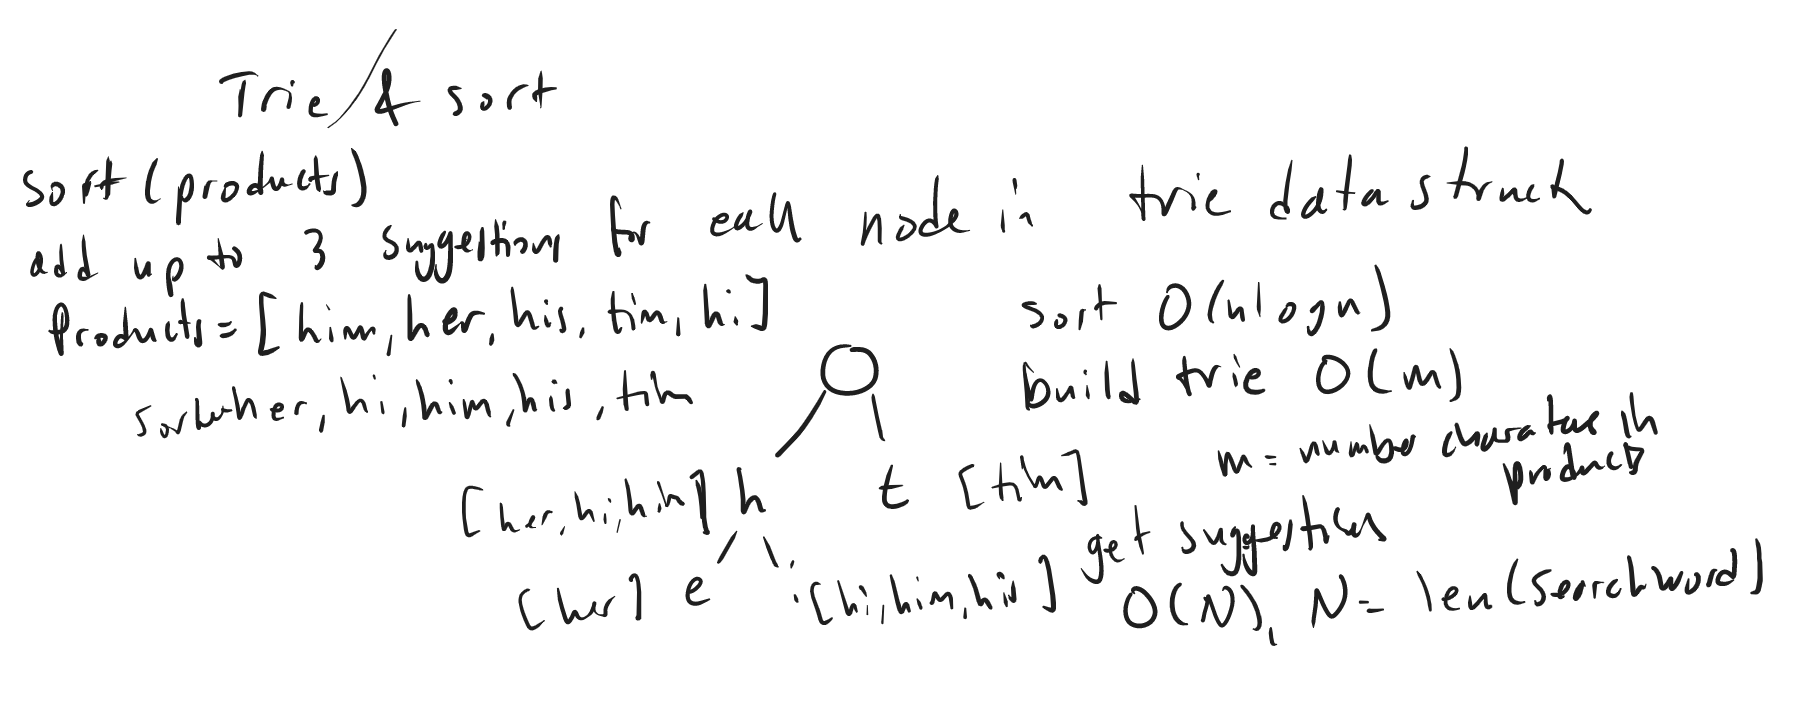 Trie / & sort
sort (products)
add up to 3 suggestions for each node in trie data struct
Products = [him, her, his, tim, hi]
sort O(nlogn)
build trie O(m)
her, hi, him, his, tim
m = number characters in
products
[her, hi, him] h
t [tim]
get suggestions
[her] e
i [hi, him, his]
O(N), N = len(searchword)